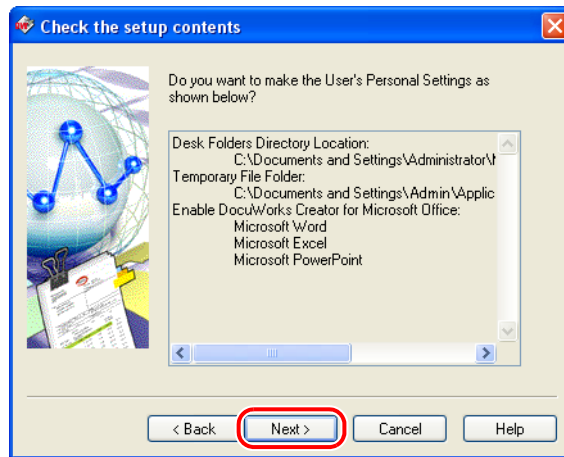 Check the setup contents
Do you want to make the User's Personal Settings as
shown below?
Desk Folders Directory Location:
C:\Documents and Settings\Administrator\
Temporary File Folder:
C:\Documents and Settings\Admin\Applic
Enable DocuWorks Creator for Microsoft Office:
Microsoft Word
Microsoft Excel
Microsoft PowerPoint
< Back
Next >
Cancel
Help